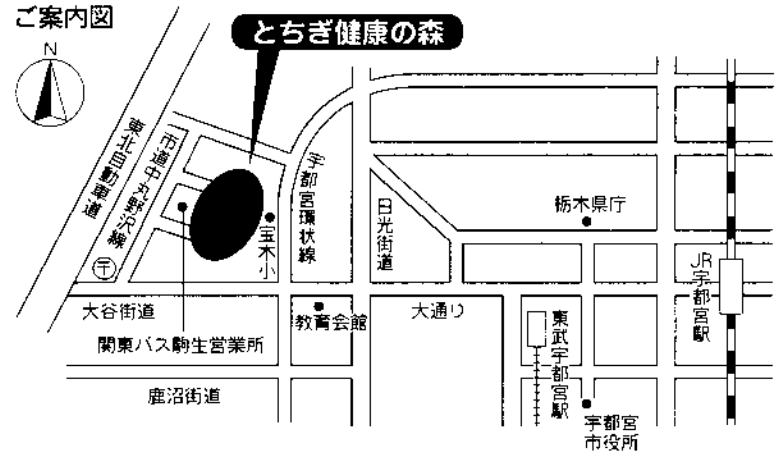 ご案内図
N
とちぎ健康の森
東北自動車道
市道中丸野沢線
宇都宮環状線
宝木小
日光街道
栃木県庁
JR宇都宮駅
〒
大谷街道
教育会館
大通り
関東バス駒生営業所
東武宇都宮駅
鹿沼街道
宇都宮
市役所